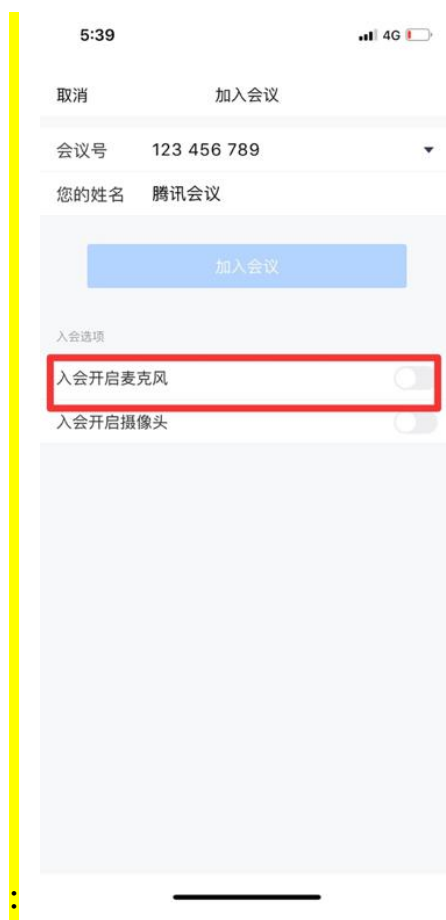 5:39 4G
取消 加入会议
会议号 123 456 789
您的姓名 腾讯会议
加入会议
入会选项
入会开启麦克风
入会开启摄像头
: